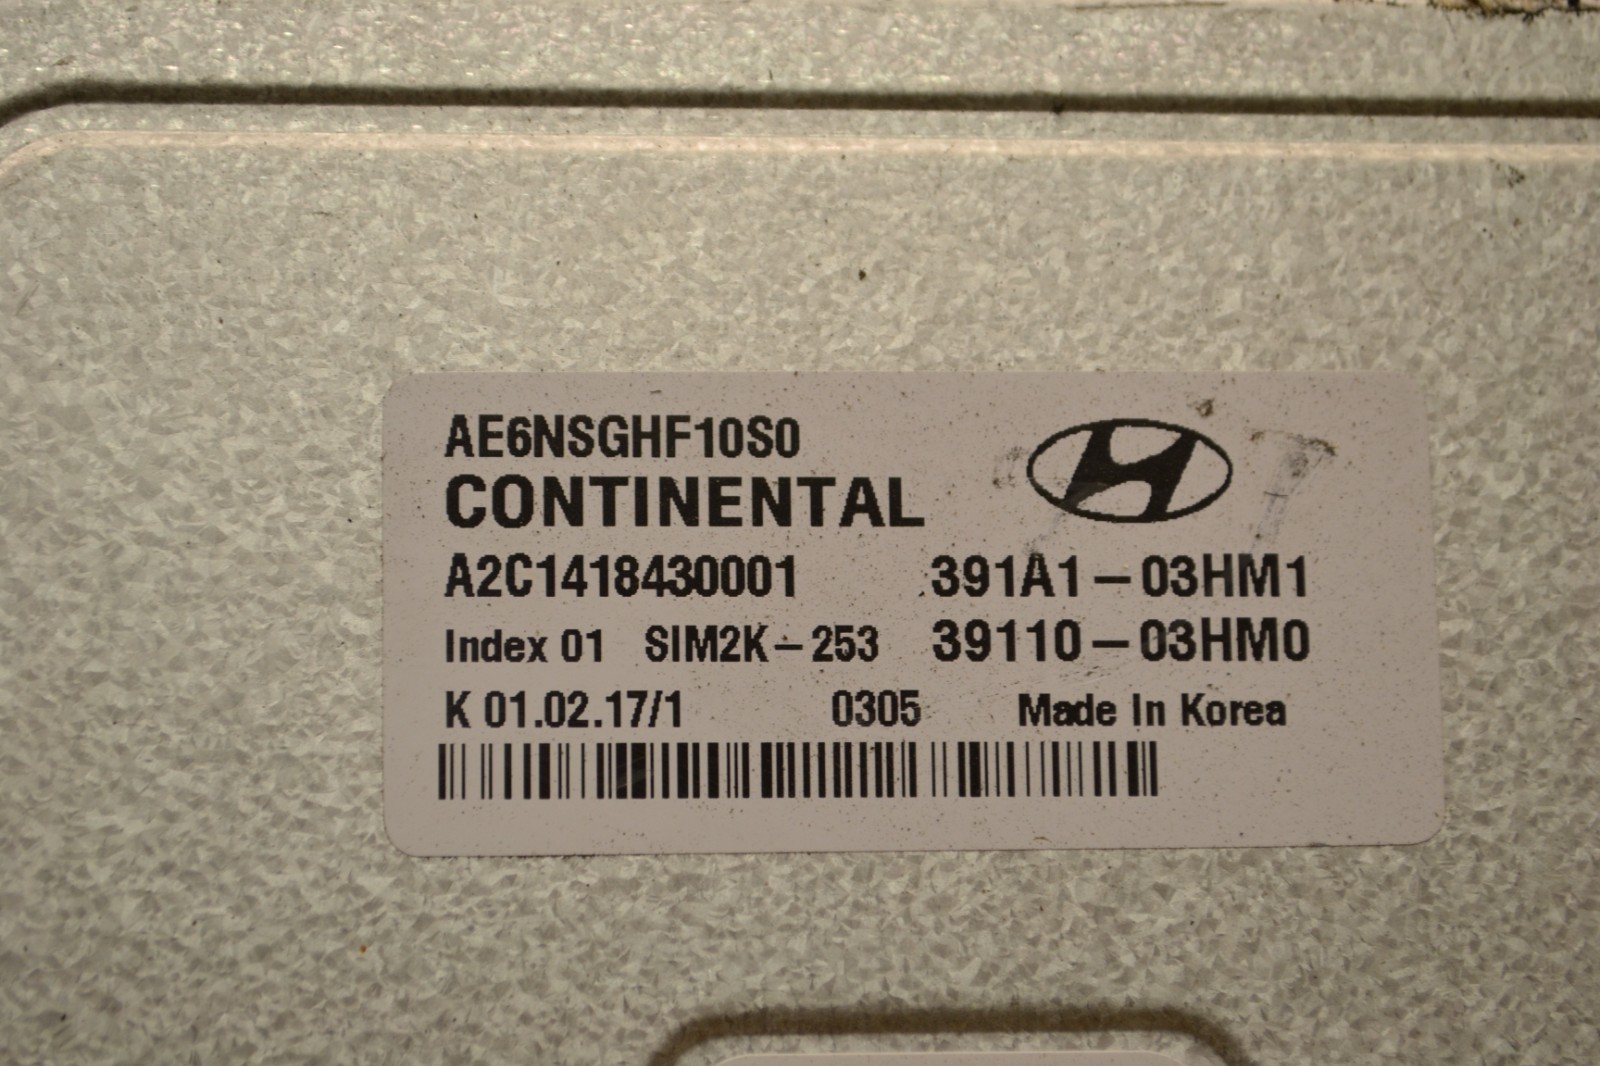 AE6NSGHF10S0
CONTINENTAL
A2C1418430001 391A1-03HM1
Index 01 SIM2K-253 39110-03HM0
K 01.02.17/1 0305 Made In Korea